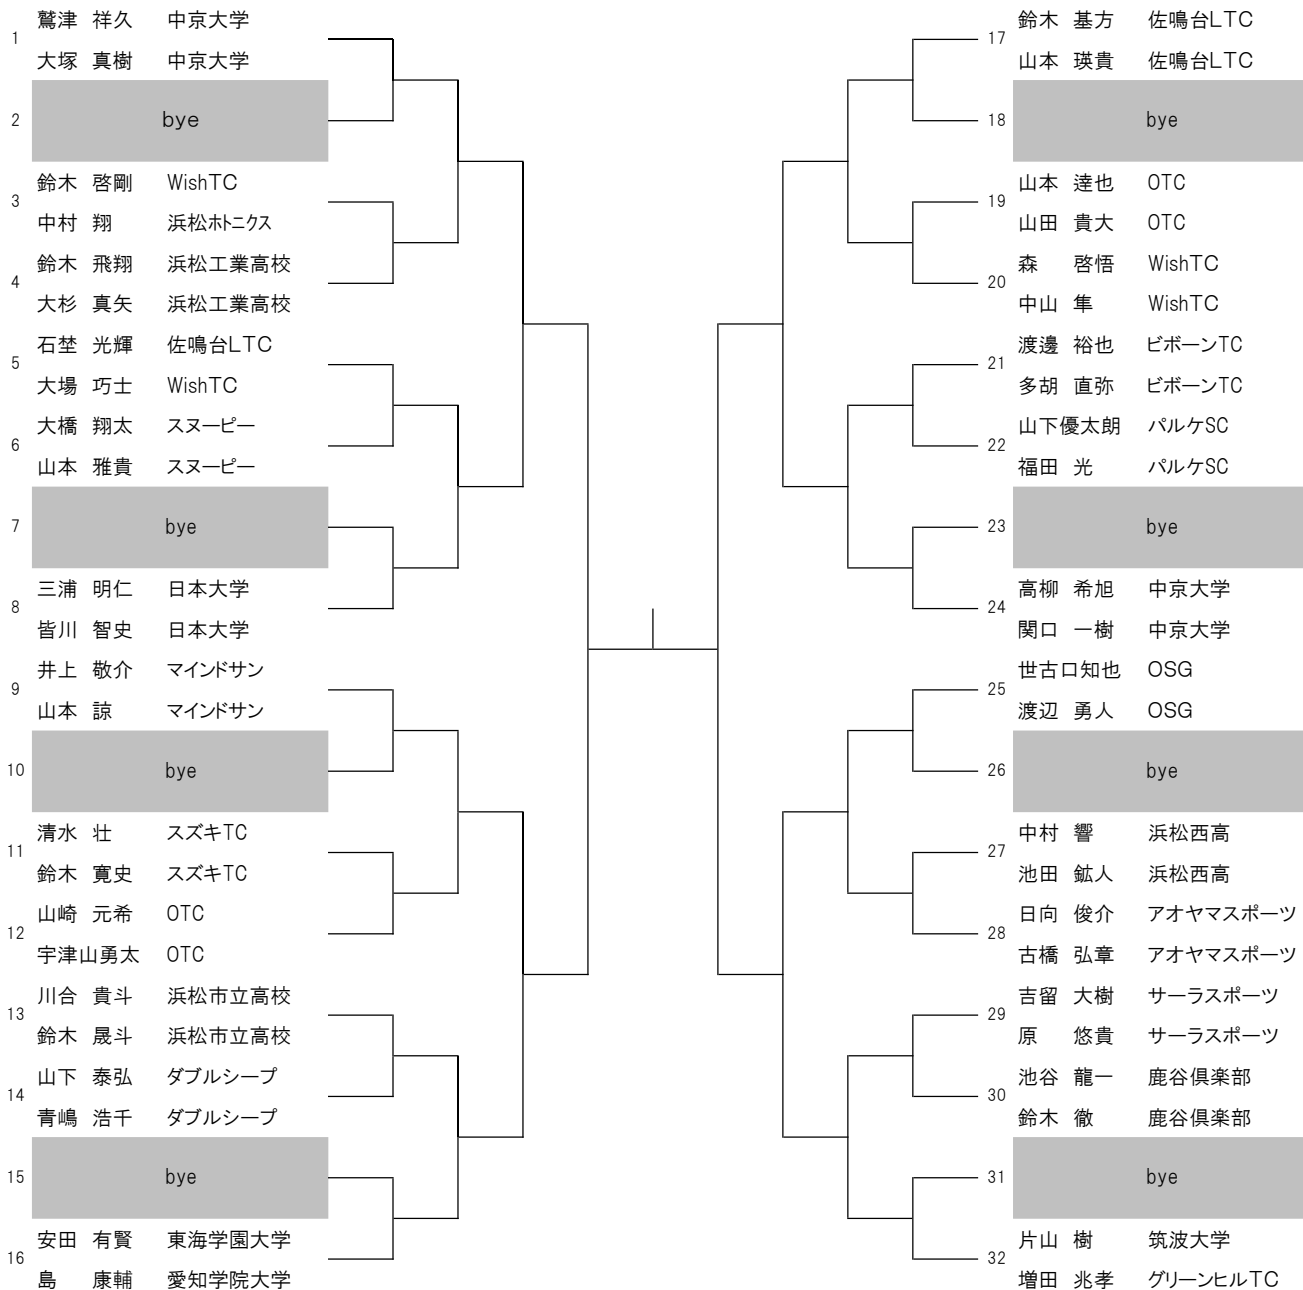 鷲津 祥久 中京大学
1
大塚 真樹 中京大学
2 bye
鈴木 啓剛 WishTC
3
中村 翔 浜松ホトニクス
鈴木 飛翔 浜松工業高校
4
大杉 真矢 浜松工業高校
石埜 光輝 佐鳴台LTC
5
大場 巧士 WishTC
大橋 翔太 スヌーピー
6
山本 雅貴 スヌーピー
7 bye
三浦 明仁 日本大学
8
皆川 智史 日本大学
井上 敬介 マインドサン
9
山本 諒 マインドサン
10 bye
清水 壮 スズキTC
11
鈴木 寛史 スズキTC
山崎 元希 OTC
12
宇津山勇太 OTC
川合 貴斗 浜松市立高校
13
鈴木 晟斗 浜松市立高校
山下 泰弘 ダブルシープ
14
青嶋 浩千 ダブルシープ
15 bye
安田 有賢 東海学園大学
16
島 康輔 愛知学院大学
鈴木 基方 佐鳴台LTC
17
山本 瑛貴 佐鳴台LTC
18 bye
山本 達也 OTC
19
山田 貴大 OTC
森 啓悟 WishTC
20
中山 隼 WishTC
渡邊 裕也 ビボーンTC
21
多胡 直弥 ビボーンTC
山下優太朗 パルケSC
22
福田 光 パルケSC
23 bye
高柳 希旭 中京大学
24
関口 一樹 中京大学
世古口知也 OSG
25
渡辺 勇人 OSG
26 bye
中村 響 浜松西高
27
池田 鉱人 浜松西高
日向 俊介 アオヤマスポーツ
28
古橋 弘章 アオヤマスポーツ
吉留 大樹 サーラスポーツ
29
原 悠貴 サーラスポーツ
池谷 龍一 鹿谷倶楽部
30
鈴木 徹 鹿谷倶楽部
31 bye
片山 樹 筑波大学
32
増田 兆孝 グリーンヒルTC